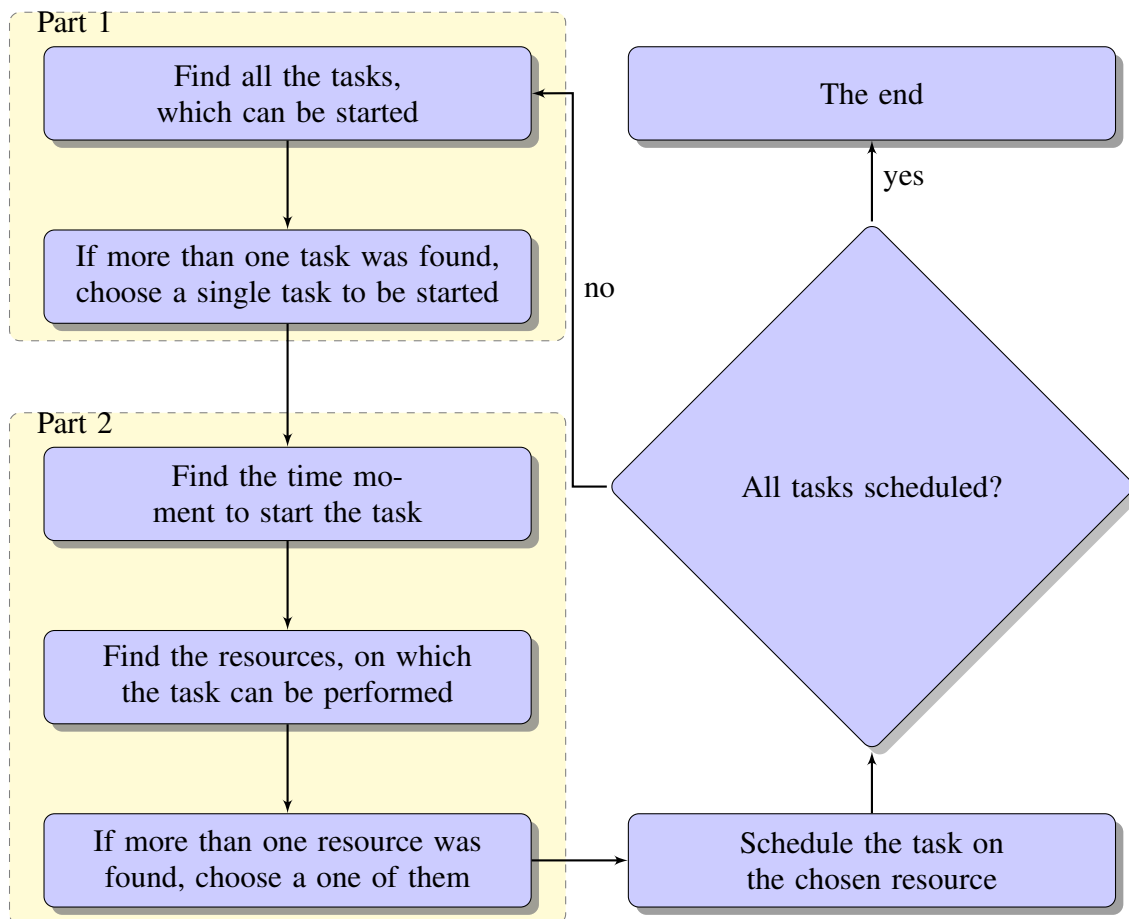 Part 1
Find all the tasks,
which can be started
If more than one task was found,
choose a single task to be started
Part 2
Find the time mo-
ment to start the task
Find the resources, on which
the task can be performed
If more than one resource was
found, choose a one of them
Schedule the task on
the chosen resource
All tasks scheduled?
no
yes
The end